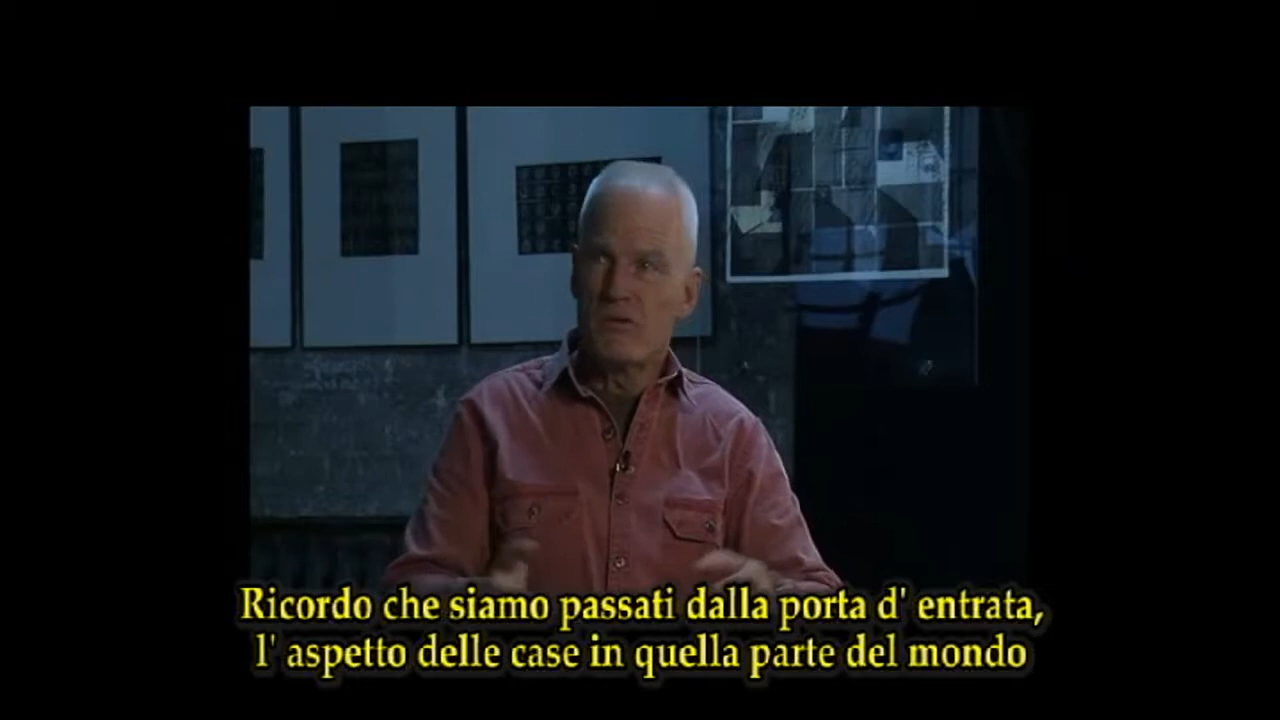 Ricordo che siamo passati dalla porta d' entrata,
l' aspetto delle case in quella parte del mondo